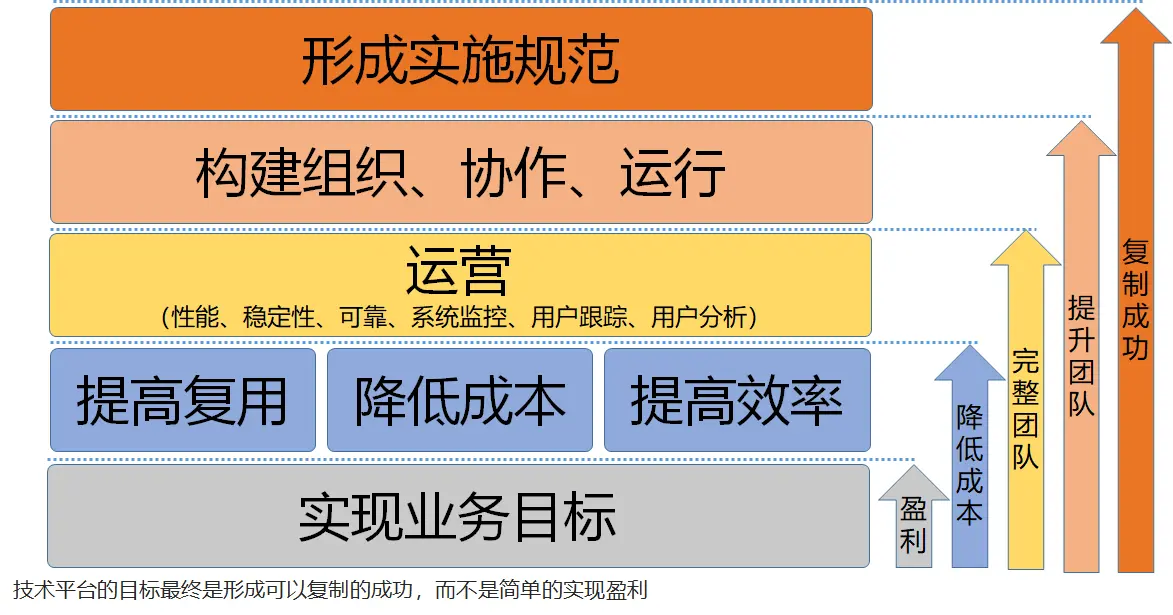 形成实施规范
构建组织、协作、运行
运营
（性能、稳定性、可靠、系统监控、用户跟踪、用户分析）
提高复用
降低成本
提高效率
实现业务目标
盈利
降低成本
完整团队
提升团队
复制成功
技术平台的目标最终是形成可以复制的成功，而不是简单的实现盈利